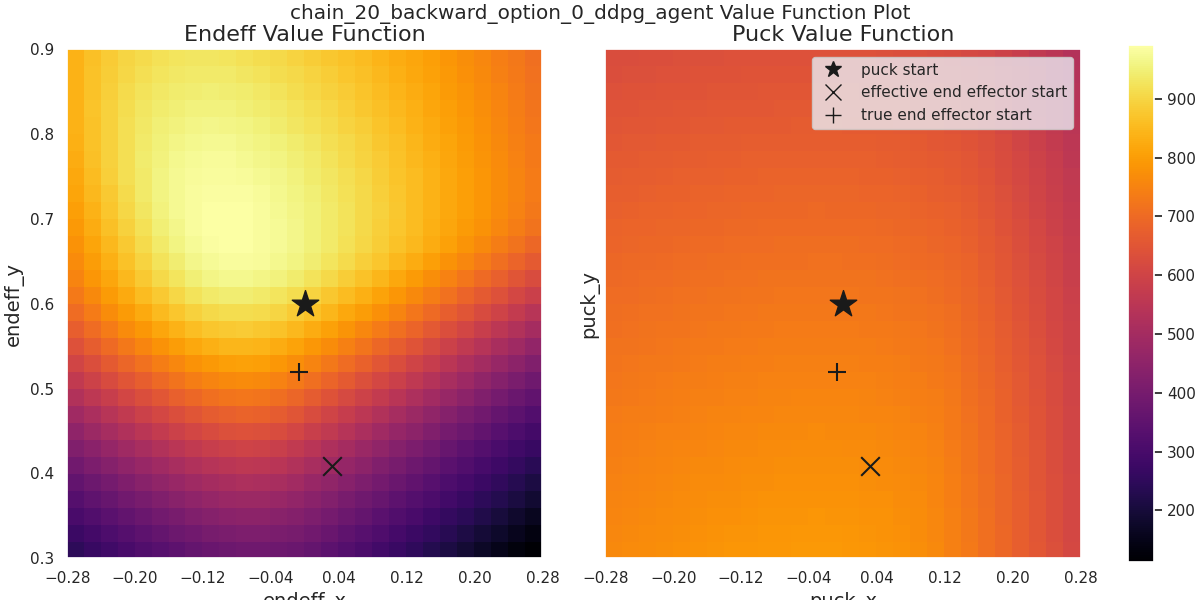 chain_20_backward_option_0_ddpg_agent Value Function Plot
Endeff Value Function
Puck Value Function
0.9
0.8
0.7
0.6
0.5
0.4
0.3
endeff_y
−0.28 −0.20 −0.12 −0.04 0.04 0.12 0.20 0.28
endeff_x
puck start
effective end effector start
true end effector start
puck_y
−0.28 −0.20 −0.12 −0.04 0.04 0.12 0.20 0.28
puck_x
900
800
700
600
500
400
300
200